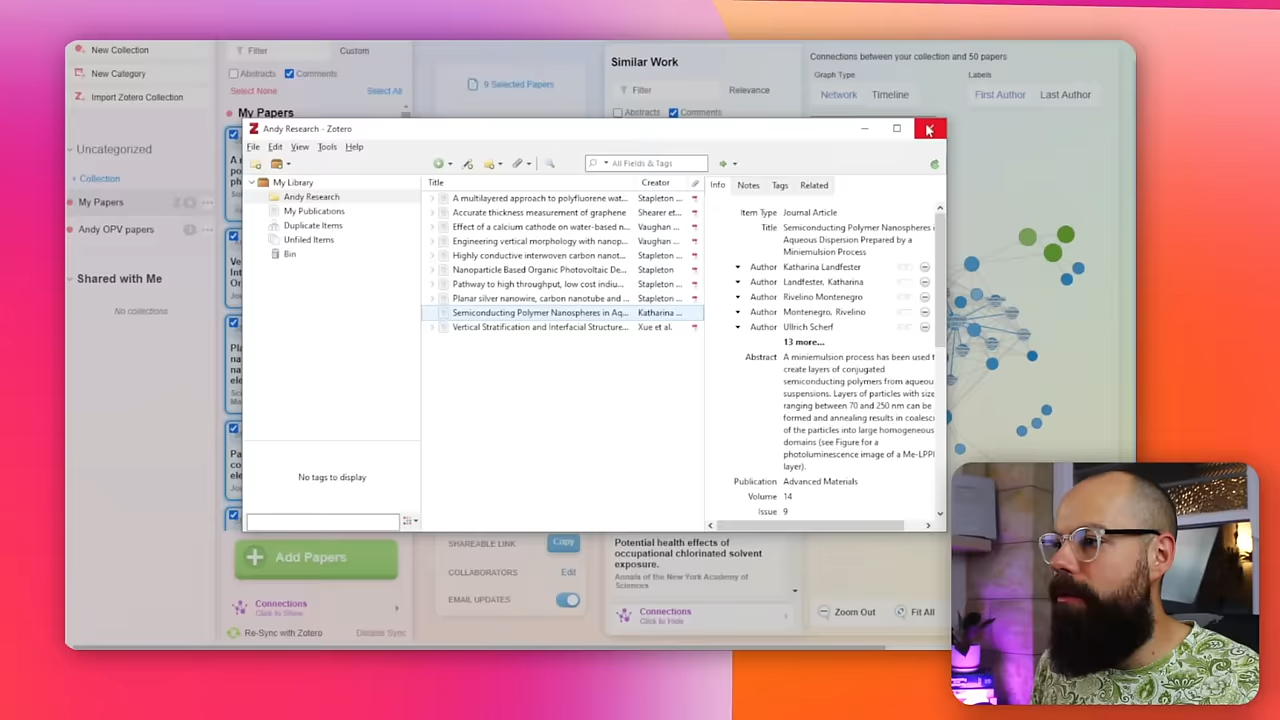 New Collection
New Category
Import Zotero Collection
Uncategorized
+ Collection
My Papers
Andy OPV papers
Shared with Me
No collections
Filter
Custom
Abstracts
Comments
Select None
Select All
My Papers
9 Selected Papers
Similar Work
Filter
Relevance
Abstracts
Comments
Connections between your collection and 50 papers
Graph Type
Labels
Network
Timeline
First Author
Last Author
Andy Research - Zotero
File
Edit
View
Tools
Help
All Fields & Tags
My Library
Andy Research
My Publications
Duplicate Items
Unfiled Items
Bin
No tags to display
Title
Creator
A multilayered approach to polyfluorene wat...
Stapleton ...
Accurate thickness measurement of graphene
Shearer et...
Effect of a calcium cathode on water-based n...
Vaughan ...
Engineering vertical morphology with nanop...
Vaughan ...
Highly conductive interwoven carbon nanot...
Stapleton ...
Nanoparticle Based Organic Photovoltaic De...
Stapleton
Pathway to high throughput, low cost indiu...
Stapleton ...
Planar silver nanowire, carbon nanotube and ...
Stapleton ...
Semiconducting Polymer Nanospheres in Aq...
Katharina ...
Vertical Stratification and Interfacial Structure...
Xue et al.
Info
Notes
Tags
Related
Item Type
Journal Article
Title
Semiconducting Polymer Nanospheres i
Aqueous Dispersion Prepared by a
Miniemulsion Process
Author
Katharina Landfester
Author
Landfester, Katharina
Author
Rivelino Montenegro
Author
Montenegro, Rivelino
Author
Ullrich Scherf
13 more...
Abstract
A miniemulsion process has been used t
create layers of conjugated
semiconducting polymers from aqueou
suspensions. Layers of particles with size
ranging between 70 and 250 nm can be
formed and annealing results in coalesc
of the particles into large homogeneous
domains (see Figure for a
photoluminescence image of a Me-LPPI
layer).
Publication
Advanced Materials
Volume
14
Issue
9
Add Papers
Connections
Click to Show
Re-Sync with Zotero
Disable Sync
SHAREABLE LINK
Copy
COLLABORATORS
Edit
EMAIL UPDATES
Potential health effects of
occupational chlorinated solvent
exposure.
Annals of the New York Academy of
Sciences
Connections
Click to Hide
Zoom Out
Fit All